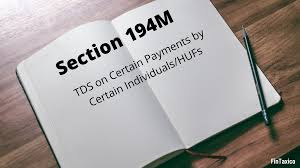 Section 194M
TDS on Certain Payments by
Certain Individuals/HUFs
FinTaxico